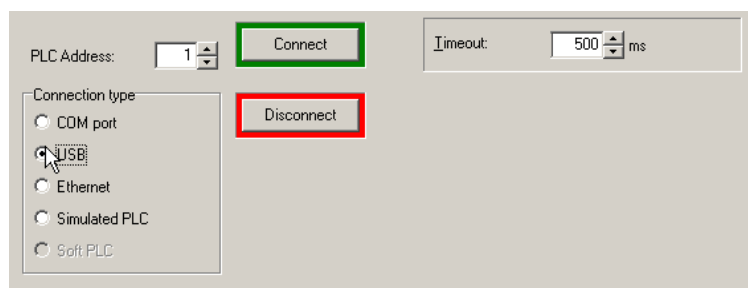 PLC Address: 1 Connect Timeout: 500 ms
Connection type
COM port Disconnect
USB
Ethernet
Simulated PLC
Soft PLC